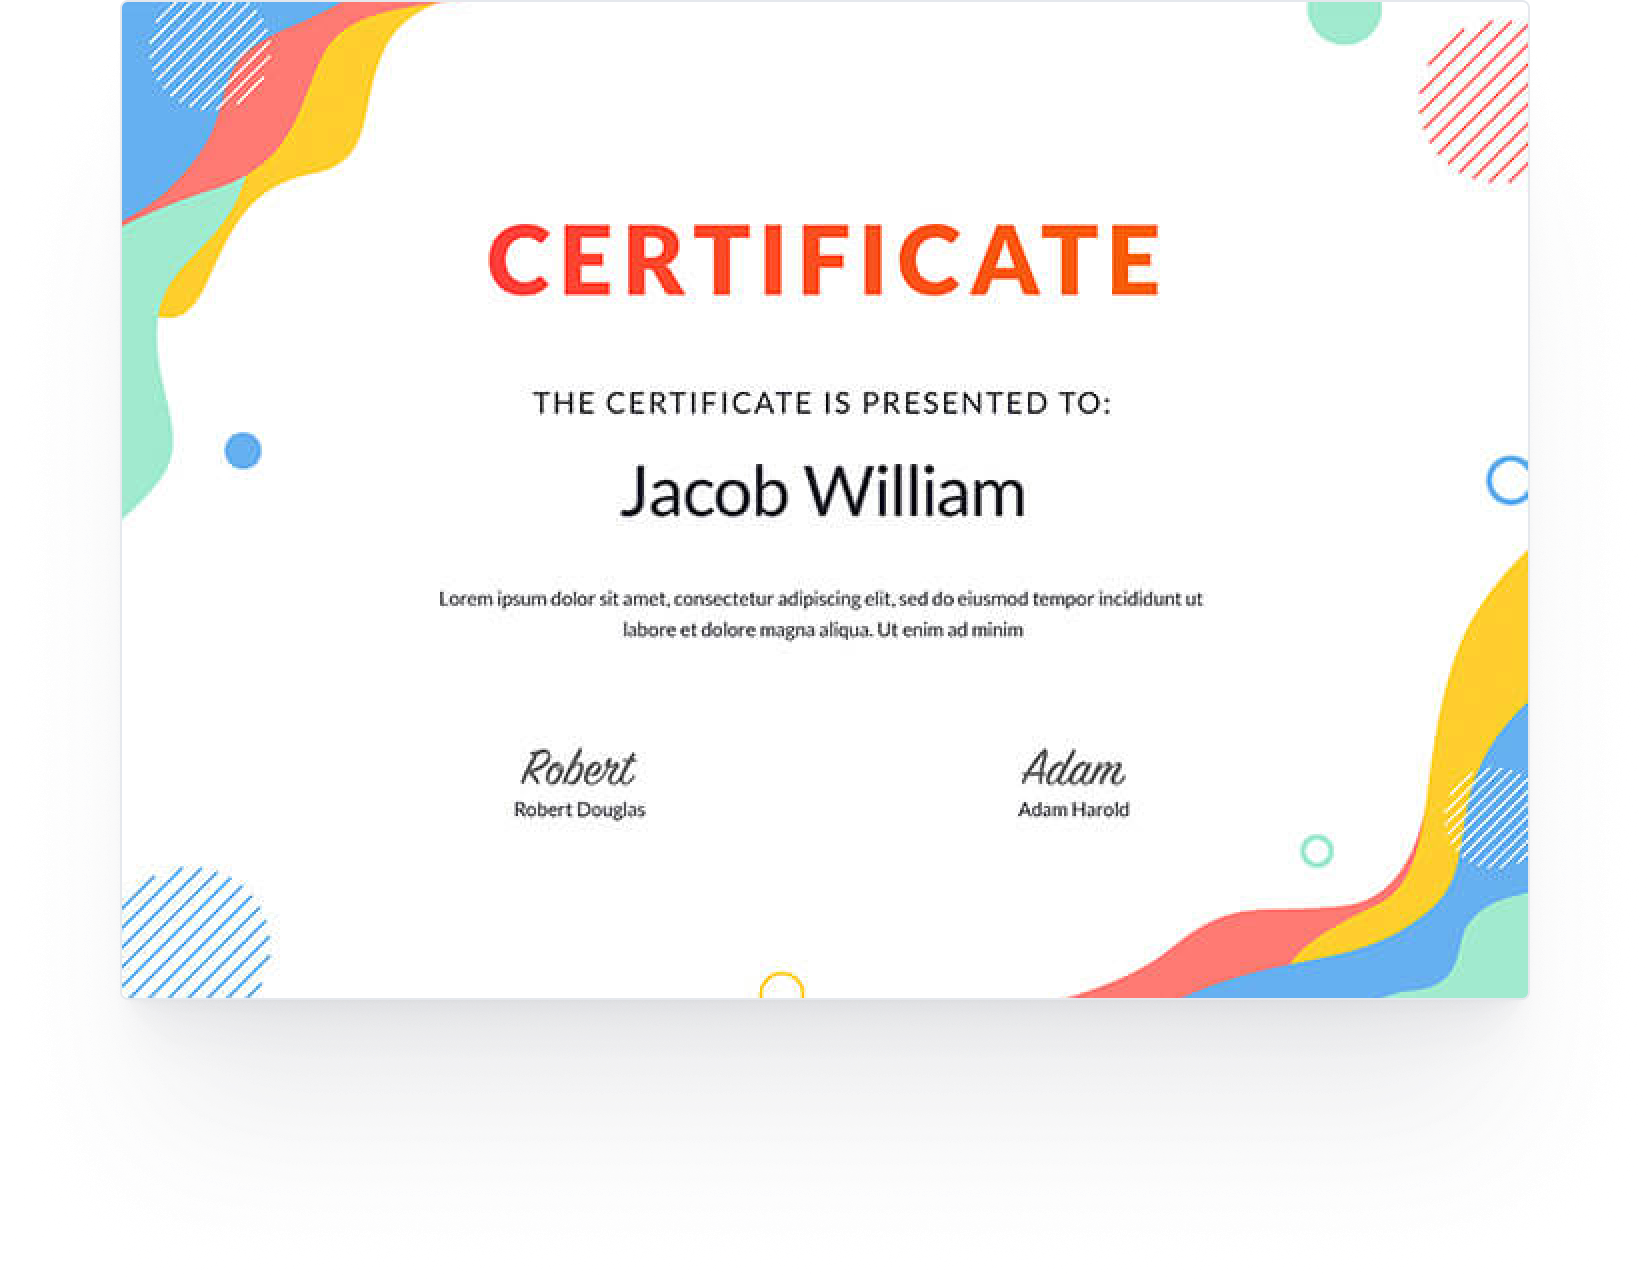 CERTIFICATE
THE CERTIFICATE IS PRESENTED TO:
Jacob William
Lorem ipsum dolor sit amet, consectetur adipiscing elit, sed do eiusmod tempor incididunt ut
labore et dolore magna aliqua. Ut enim ad minim
Robert
Robert Douglas
Adam
Adam Harold